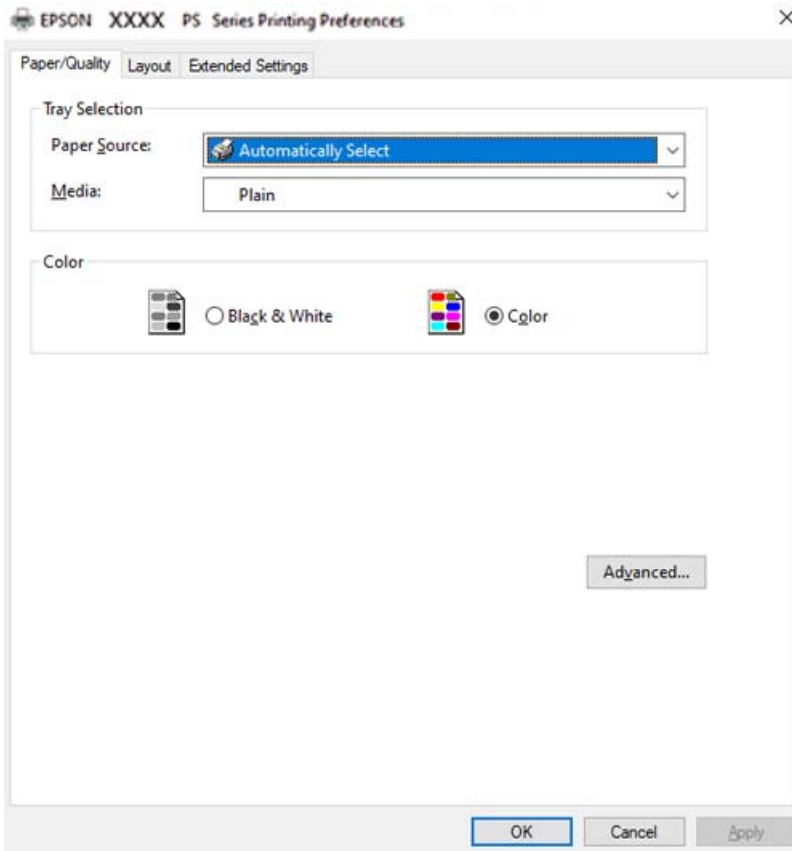 EPSON XXXX PS Series Printing Preferences
Paper/Quality Layout Extended Settings
Tray Selection
Paper Source: Automatically Select
Media: Plain
Color
Black & White Color
Advanced...
OK Cancel Apply